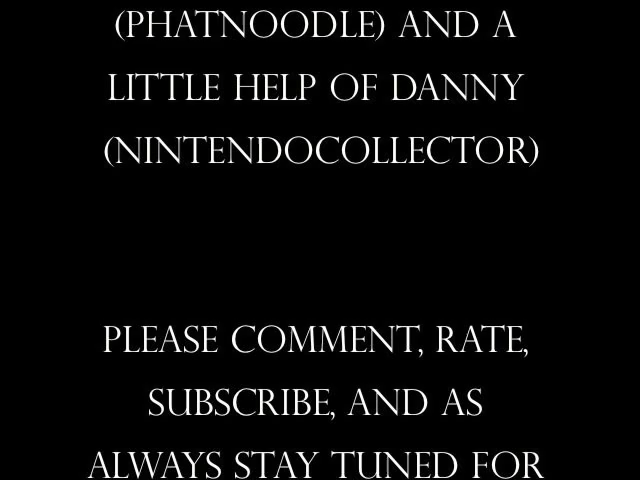 (PHATNOODLE) AND A
LITTLE HELP OF DANNY
(NINTENDOCOLLECTOR)
PLEASE COMMENT, RATE,
SUBSCRIBE, AND AS
ALWAYS STAY TUNED FOR